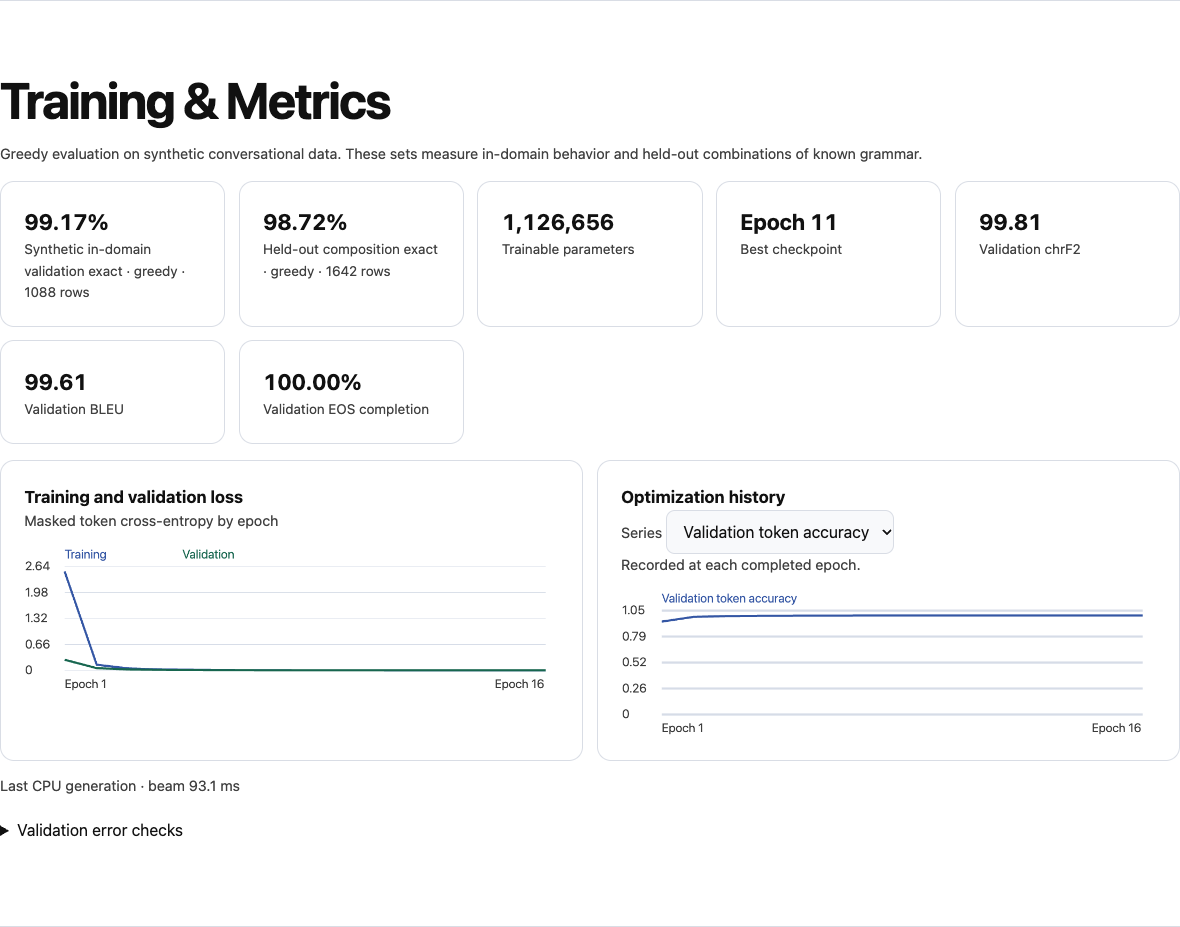 Training & Metrics
Greedy evaluation on synthetic conversational data. These sets measure in-domain behavior and held-out combinations of known grammar.
99.17%
Synthetic in-domain
validation exact · greedy ·
1088 rows
98.72%
Held-out composition exact
· greedy · 1642 rows
1,126,656
Trainable parameters
Epoch 11
Best checkpoint
99.81
Validation chrF2
99.61
Validation BLEU
100.00%
Validation EOS completion
Training and validation loss
Masked token cross-entropy by epoch
Training Validation
2.64
1.98
1.32
0.66
0
Epoch 1 Epoch 16
Optimization history
Series Validation token accuracy
Recorded at each completed epoch.
Validation token accuracy
1.05
0.79
0.52
0.26
0
Epoch 1 Epoch 16
Last CPU generation · beam 93.1 ms
Validation error checks